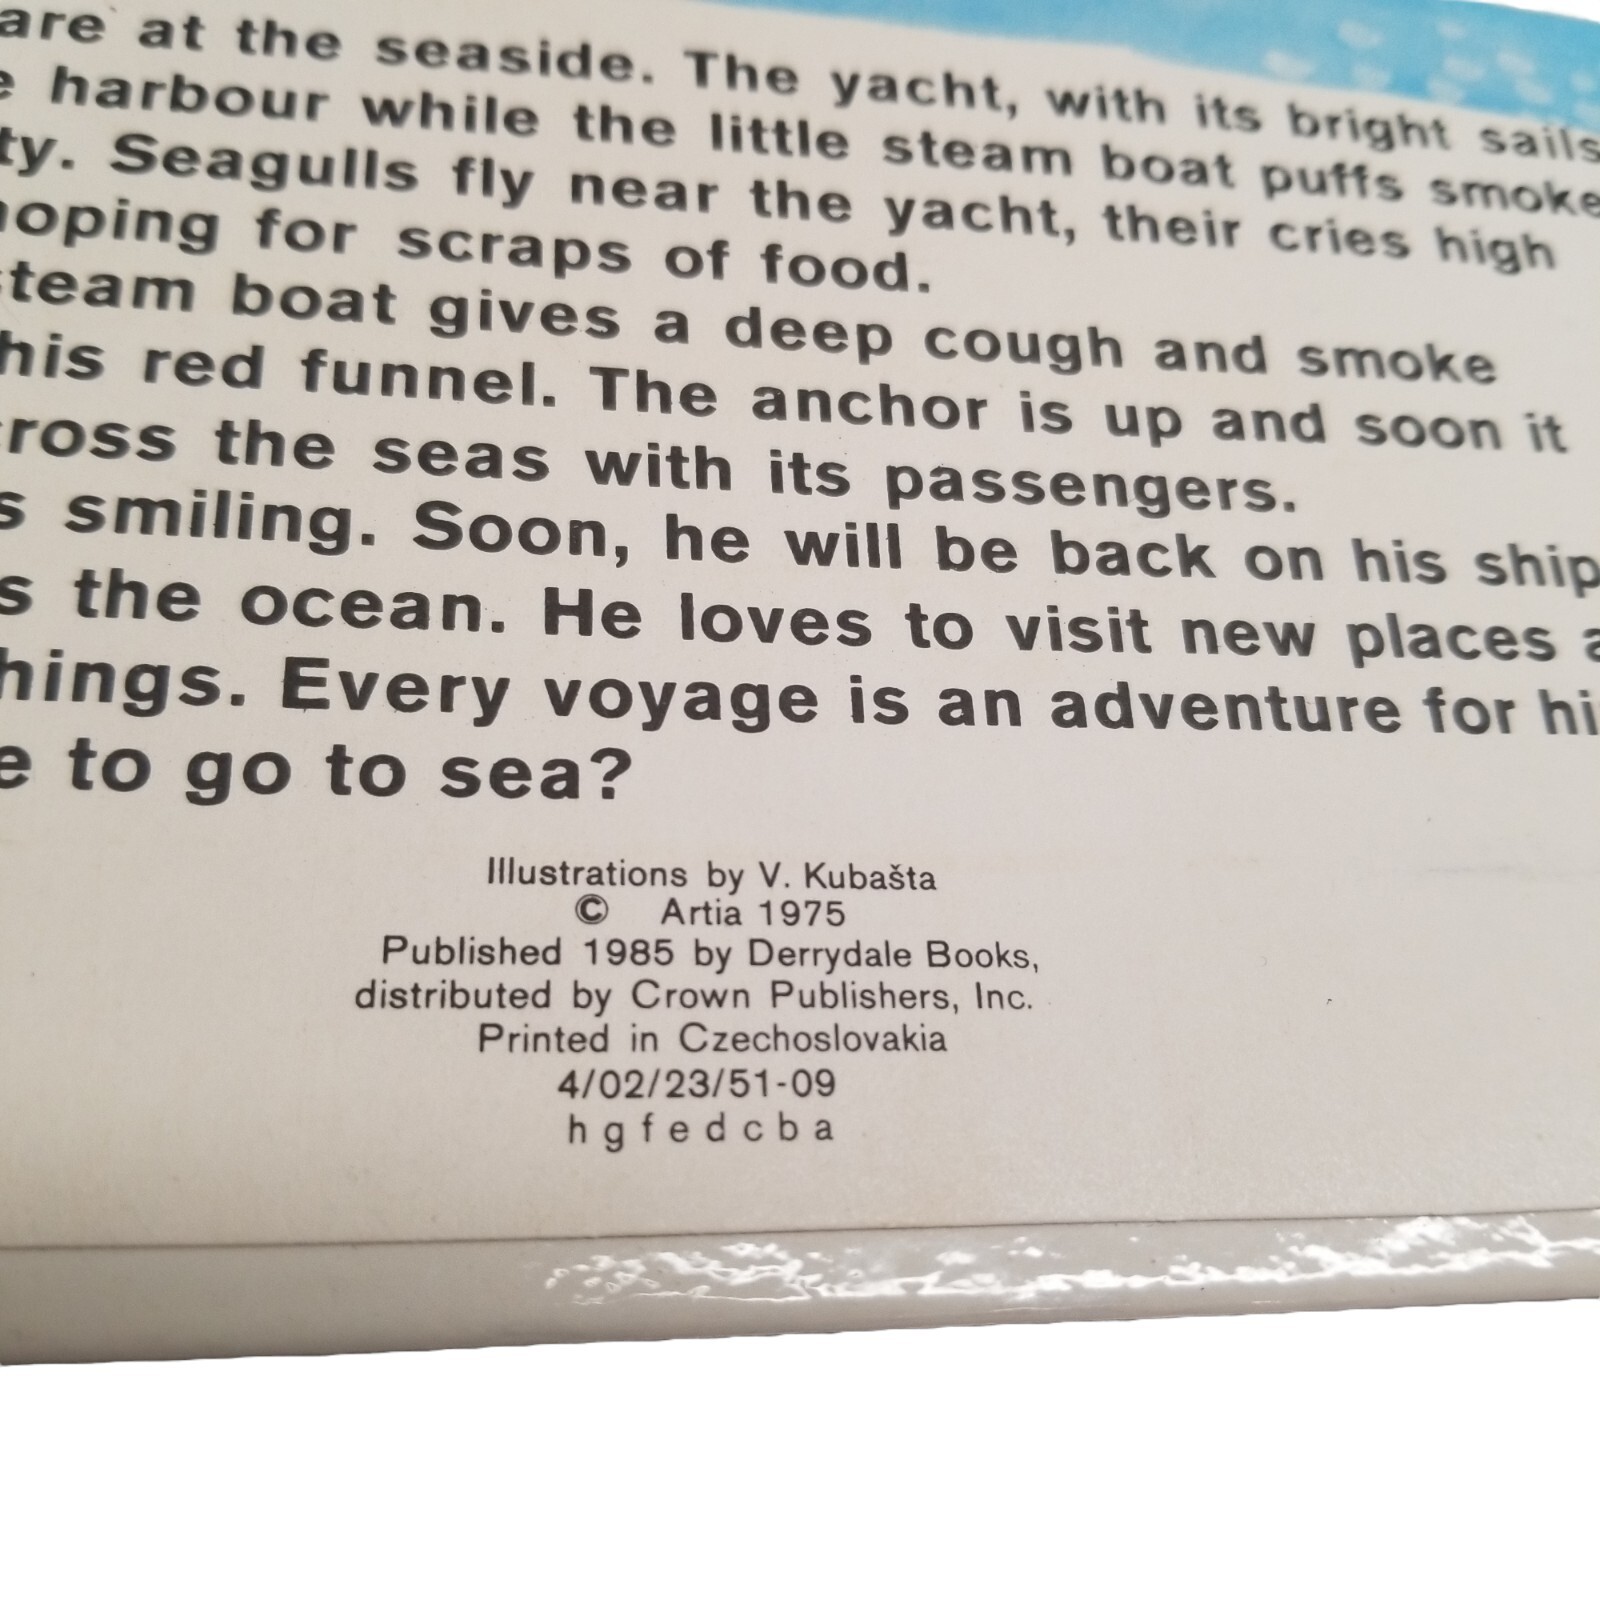 are at the seaside. The yacht, with its bright sails
harbour while the little steam boat puffs smoke
Seagulls fly near the yacht, their cries high
for scraps of food.
boat gives a deep cough and smoke
his red funnel. The anchor is up and soon it
the seas with its passengers.
smiling. Soon, he will be back on his ship
the ocean. He loves to visit new places
Every voyage is an adventure for
to go to sea?
Illustrations by V. Kubašta
© Artia 1975
Published 1985 by Derrydale Books,
distributed by Crown Publishers, Inc.
Printed in Czechoslovakia
4/02/23/51-09
h g f e d c b a